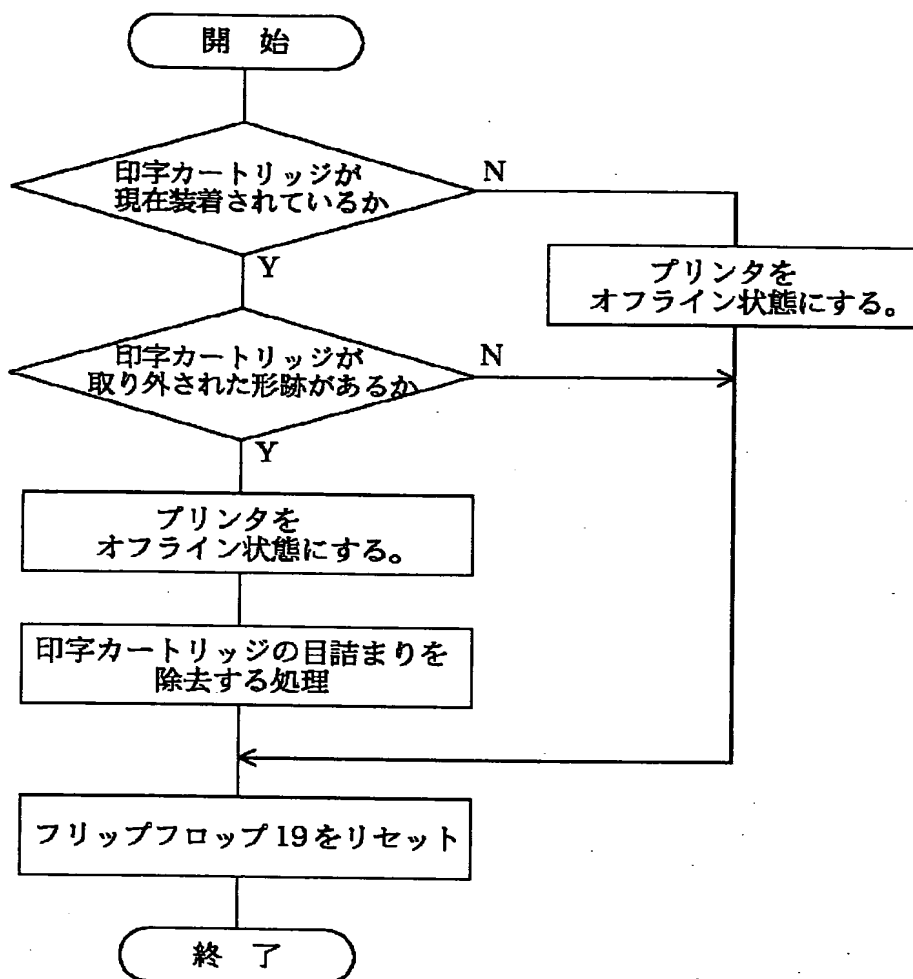 開　始
印字カートリッジが
現在装着されているか
N
Y
プリンタを
オフライン状態にする。
印字カートリッジが
取り外された形跡があるか
N
Y
プリンタを
オフライン状態にする。
印字カートリッジの目詰まりを
除去する処理
フリップフロップ19をリセット
終　了